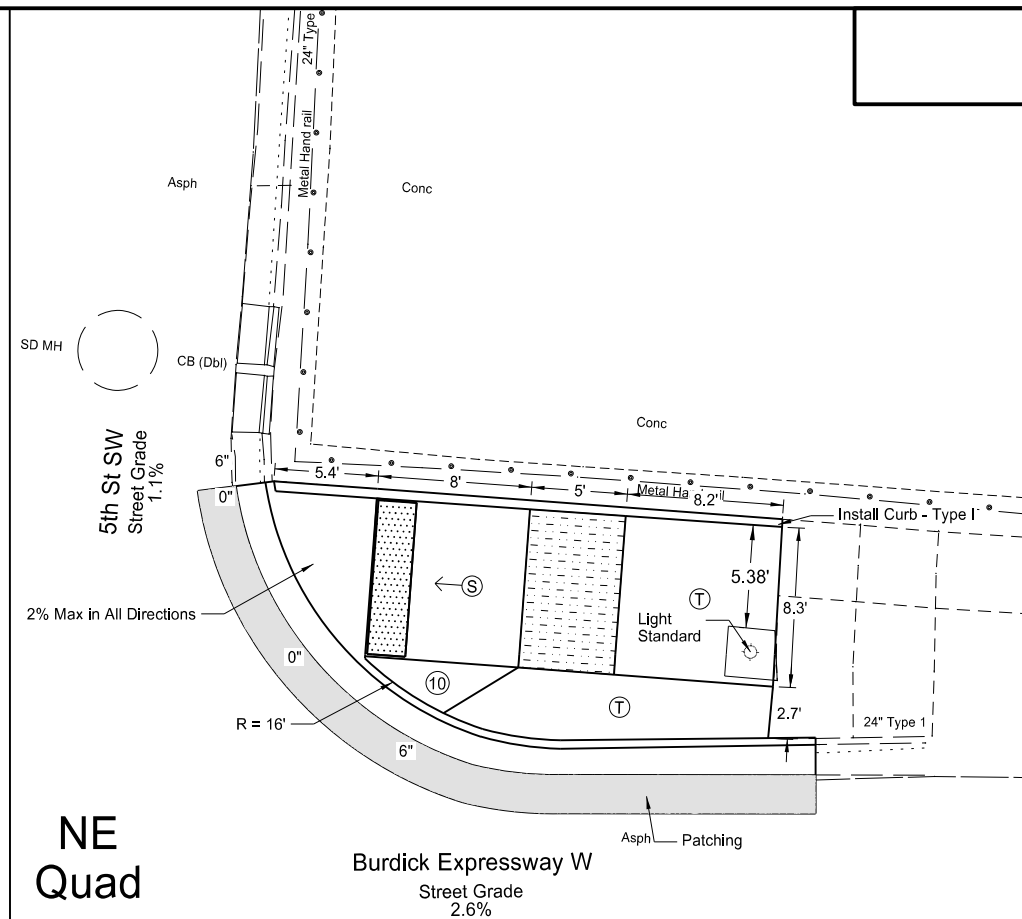 24" Type
Metal Hand rail
Asph
Conc
SD MH
CB (Dbl)
5th St SW
Street Grade
1.1%
Conc
6"
0"
5.4'
8'
5'
Metal Ha il
8.2'
Install Curb - Type I
5.38'
8.3'
S
T
Light
Standard
2% Max in All Directions
0"
10
T
2.7'
24" Type 1
R = 16'
6"
Asph
Patching
NE
Quad
Burdick Expressway W
Street Grade
2.6%